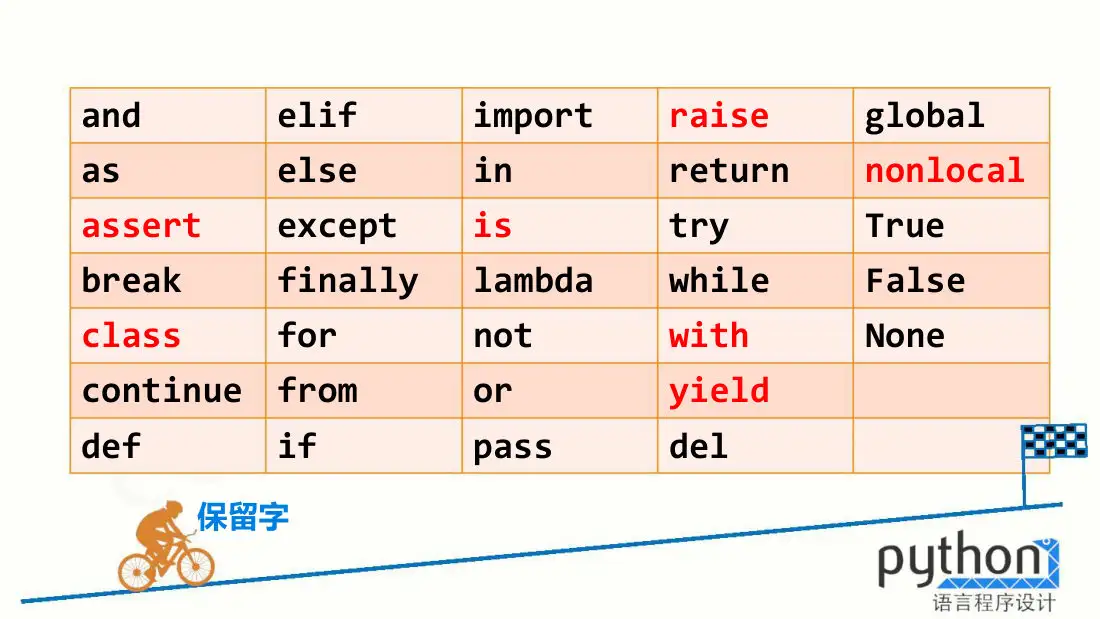 and elif import raise global
as else in return nonlocal
assert except is try True
break finally lambda while False
class for not with None
continue from or yield
def if pass del
保留字
python
语言程序设计